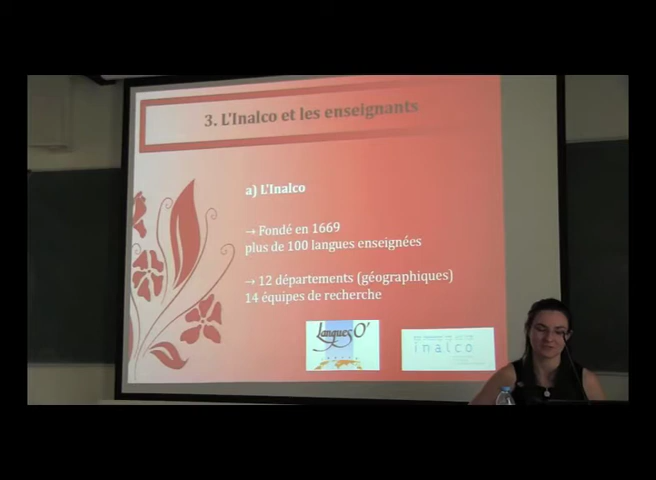 3. L'Inalco et les enseignants
a) L'Inalco
→ Fondé en 1669
plus de 100 langues enseignées
→ 12 départements (géographiques)
14 équipes de recherche
Langues O'
inalco